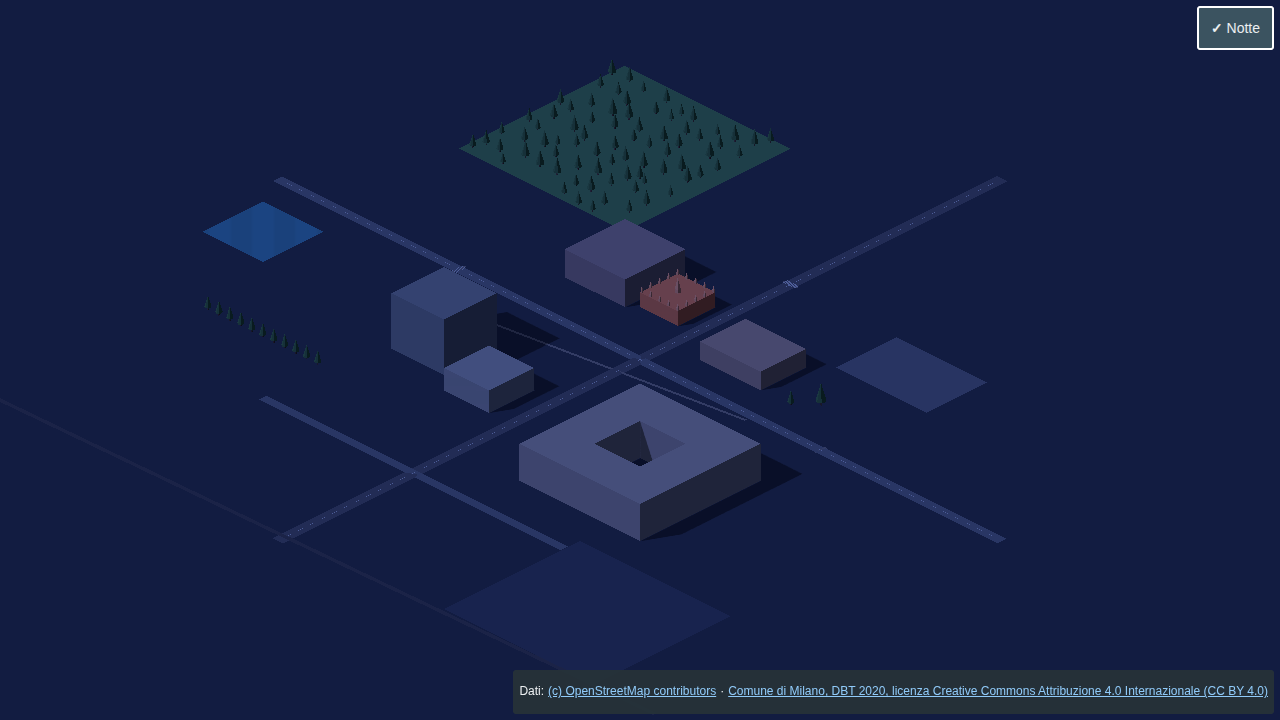 ✓ Notte
Dati: (c) OpenStreetMap contributors · Comune di Milano, DBT 2020, licenza Creative Commons Attribuzione 4.0 Internazionale (CC BY 4.0)